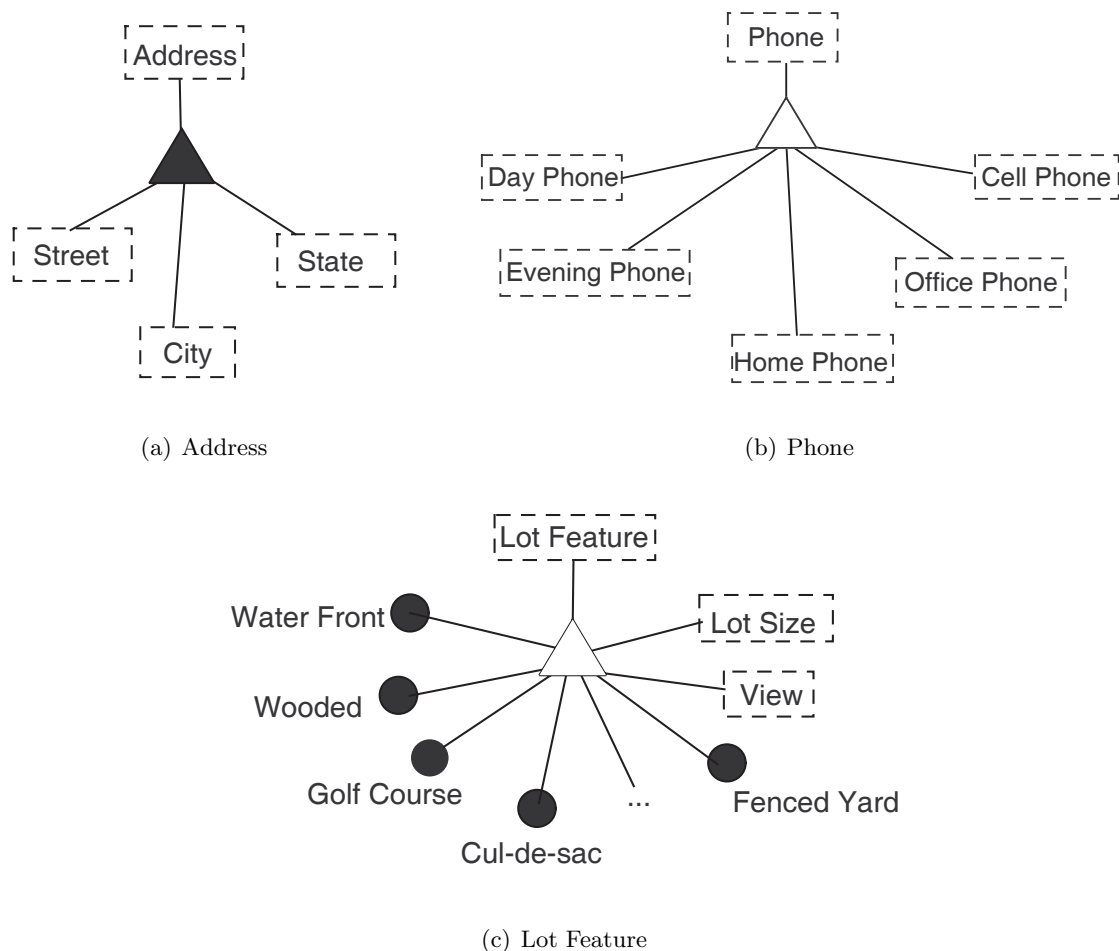 Address
Street
State
City
(a) Address
Phone
Day Phone
Cell Phone
Evening Phone
Office Phone
Home Phone
(b) Phone
Lot Feature
Water Front
Lot Size
Wooded
View
Golf Course
...
Fenced Yard
Cul-de-sac
(c) Lot Feature